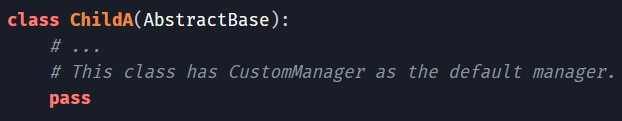 class ChildA(AbstractBase):
    # ...
    # This class has CustomManager as the default manager.
    pass